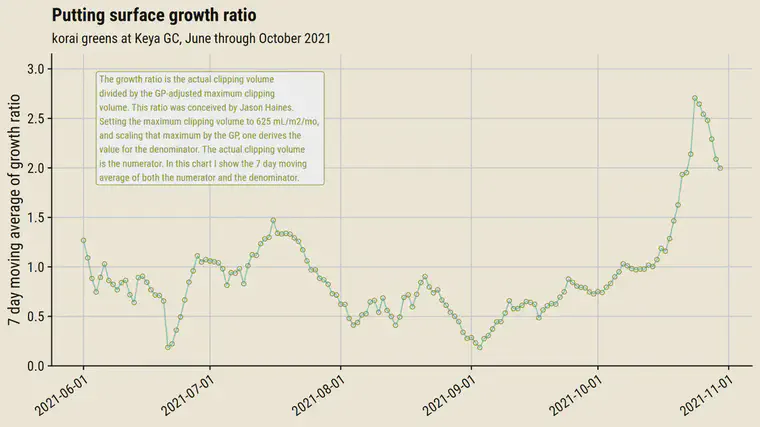 Putting surface growth ratio
korai greens at Keya GC, June through October 2021
The growth ratio is the actual clipping volume
divided by the GP-adjusted maximum clipping
volume. This ratio was conceived by Jason Haines.
Setting the maximum clipping volume to 625 mL/m2/mo,
and scaling that maximum by the GP, one derives the
value for the denominator. The actual clipping volume
is the numerator. In this chart I show the 7 day moving
average of both the numerator and the denominator.
7 day moving average of growth ratio
3.0
2.5
2.0
1.5
1.0
0.5
0.0
2021-06-01
2021-07-01
2021-08-01
2021-09-01
2021-10-01
2021-11-01